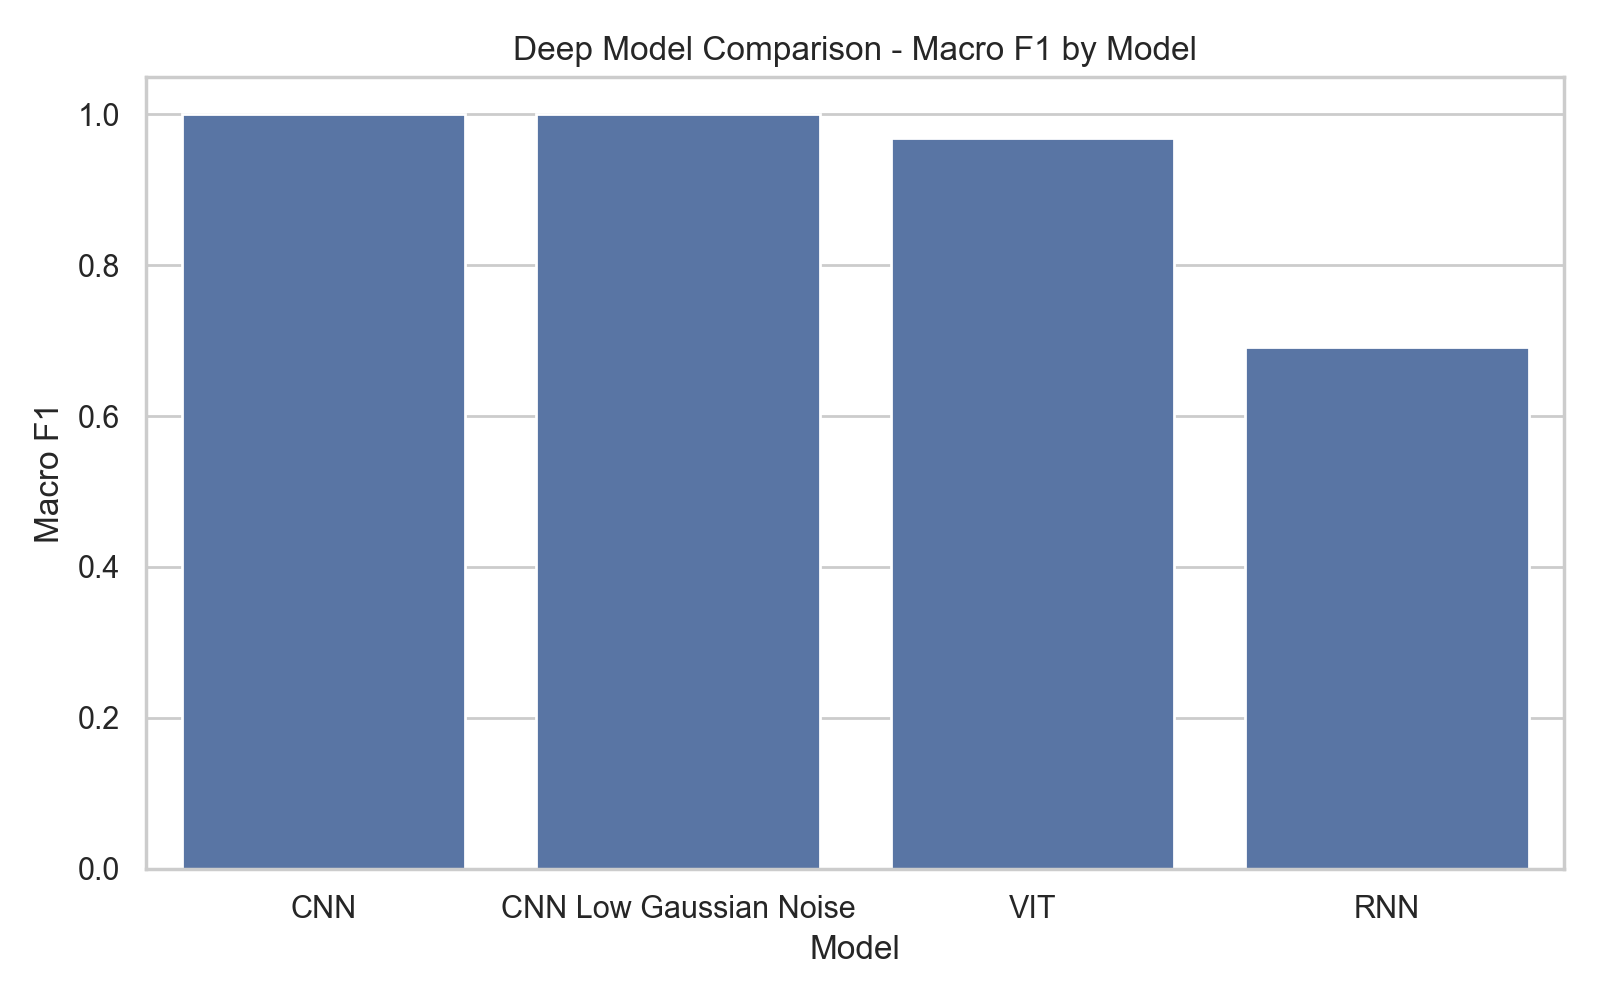 Deep Model Comparison - Macro F1 by Model
1.0
0.8
0.6
0.4
0.2
0.0
Macro F1
CNN
CNN Low Gaussian Noise
VIT
RNN
Model